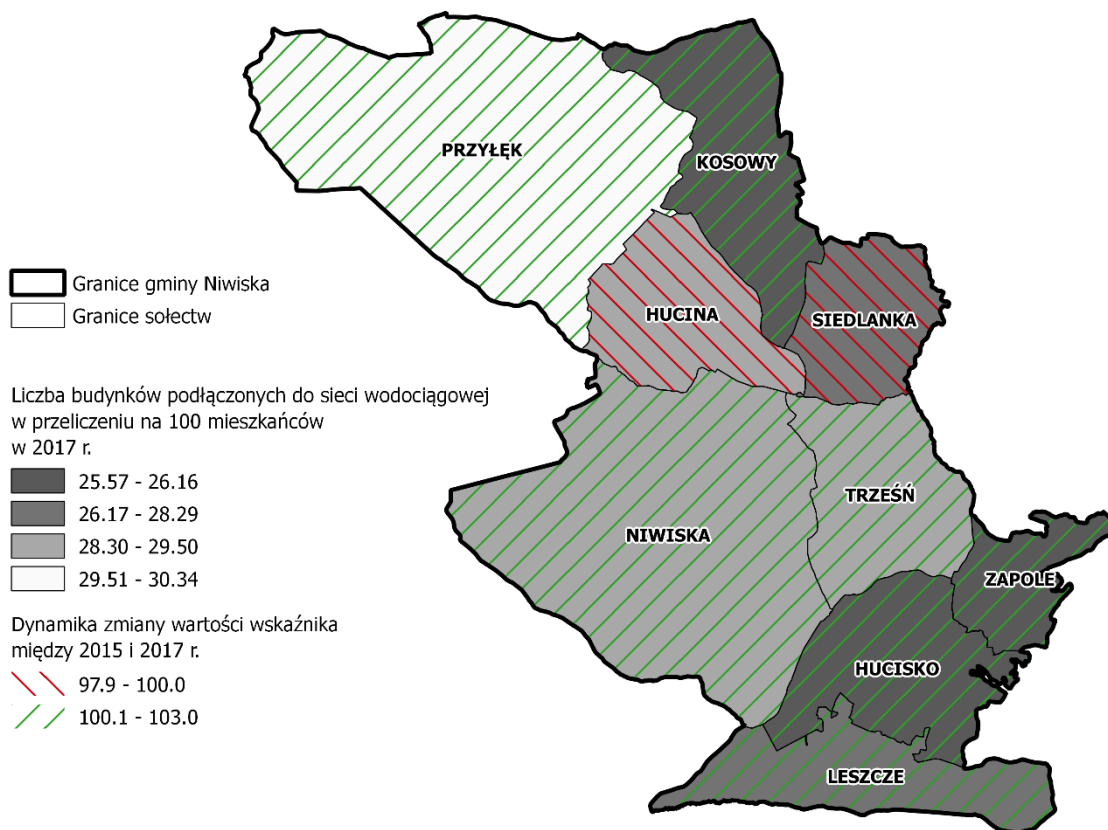 PRZYŁĘK
KOSOWY
HUCINA
SIEDLANKA
NIWISKA
TRZEŚŃ
ZAPOLE
HUCISKO
LESZCZE
Granice gminy Niwiska
Granice sołectw
Liczba budynków podłączonych do sieci wodociągowej
w przeliczeniu na 100 mieszkańców
w 2017 r.
25.57 - 26.16
26.17 - 28.29
28.30 - 29.50
29.51 - 30.34
Dynamika zmiany wartości wskaźnika
między 2015 i 2017 r.
97.9 - 100.0
100.1 - 103.0